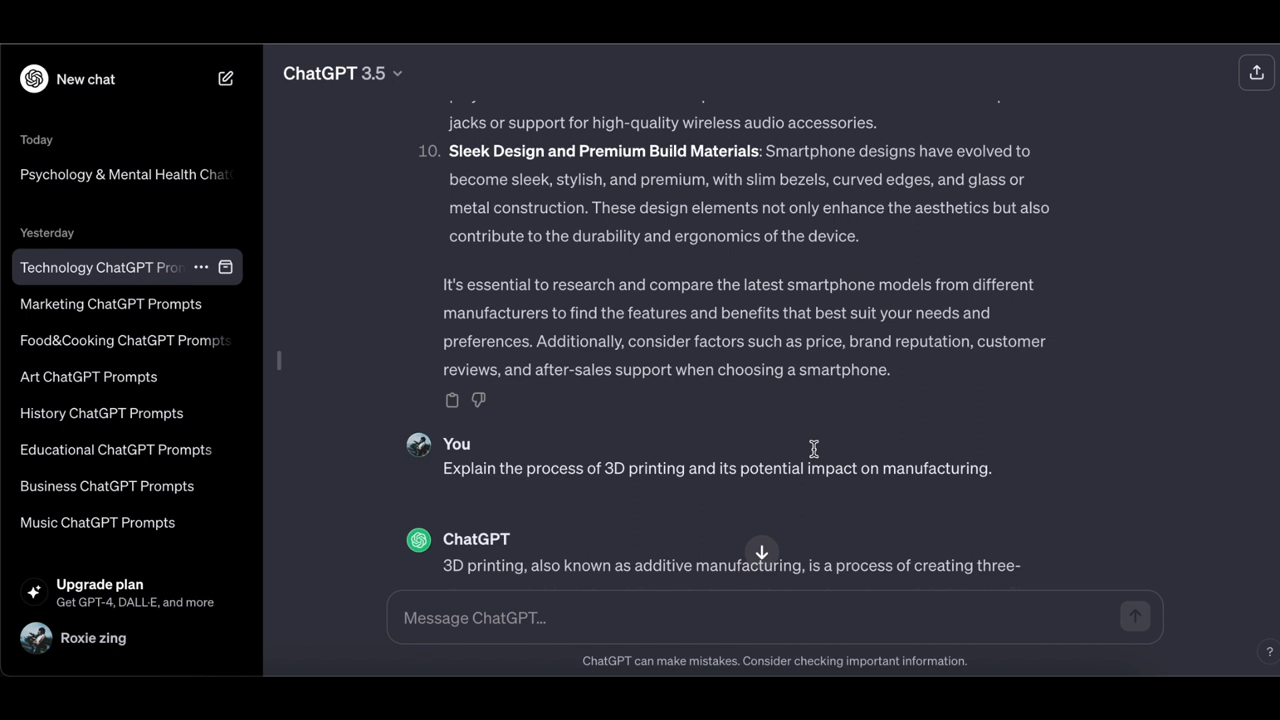 New chat
Today
Psychology & Mental Health Chat
Yesterday
Technology ChatGPT Pro
Marketing ChatGPT Prompts
Food&Cooking ChatGPT Prompts
Art ChatGPT Prompts
History ChatGPT Prompts
Educational ChatGPT Prompts
Business ChatGPT Prompts
Music ChatGPT Prompts
Upgrade plan
Get GPT-4, DALL·E, and more
Roxie zing
ChatGPT 3.5
jacks or support for high-quality wireless audio accessories.
10. Sleek Design and Premium Build Materials: Smartphone designs have evolved to
become sleek, stylish, and premium, with slim bezels, curved edges, and glass or
metal construction. These design elements not only enhance the aesthetics but also
contribute to the durability and ergonomics of the device.
It's essential to research and compare the latest smartphone models from different
manufacturers to find the features and benefits that best suit your needs and
preferences. Additionally, consider factors such as price, brand reputation, customer
reviews, and after-sales support when choosing a smartphone.
You
Explain the process of 3D printing and its potential impact on manufacturing.
ChatGPT
3D printing, also known as additive manufacturing, is a process of creating three-
Message ChatGPT...
ChatGPT can make mistakes. Consider checking important information.
?